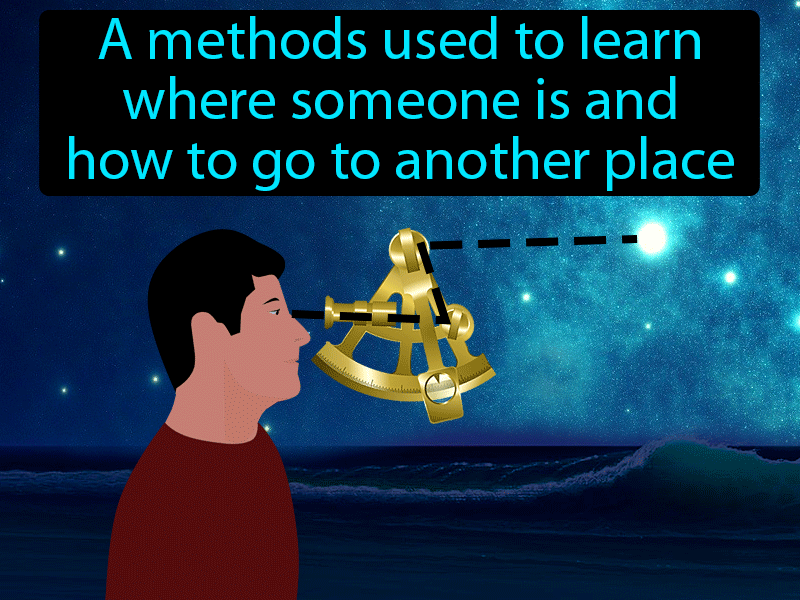 A methods used to learn
where someone is and
how to go to another place